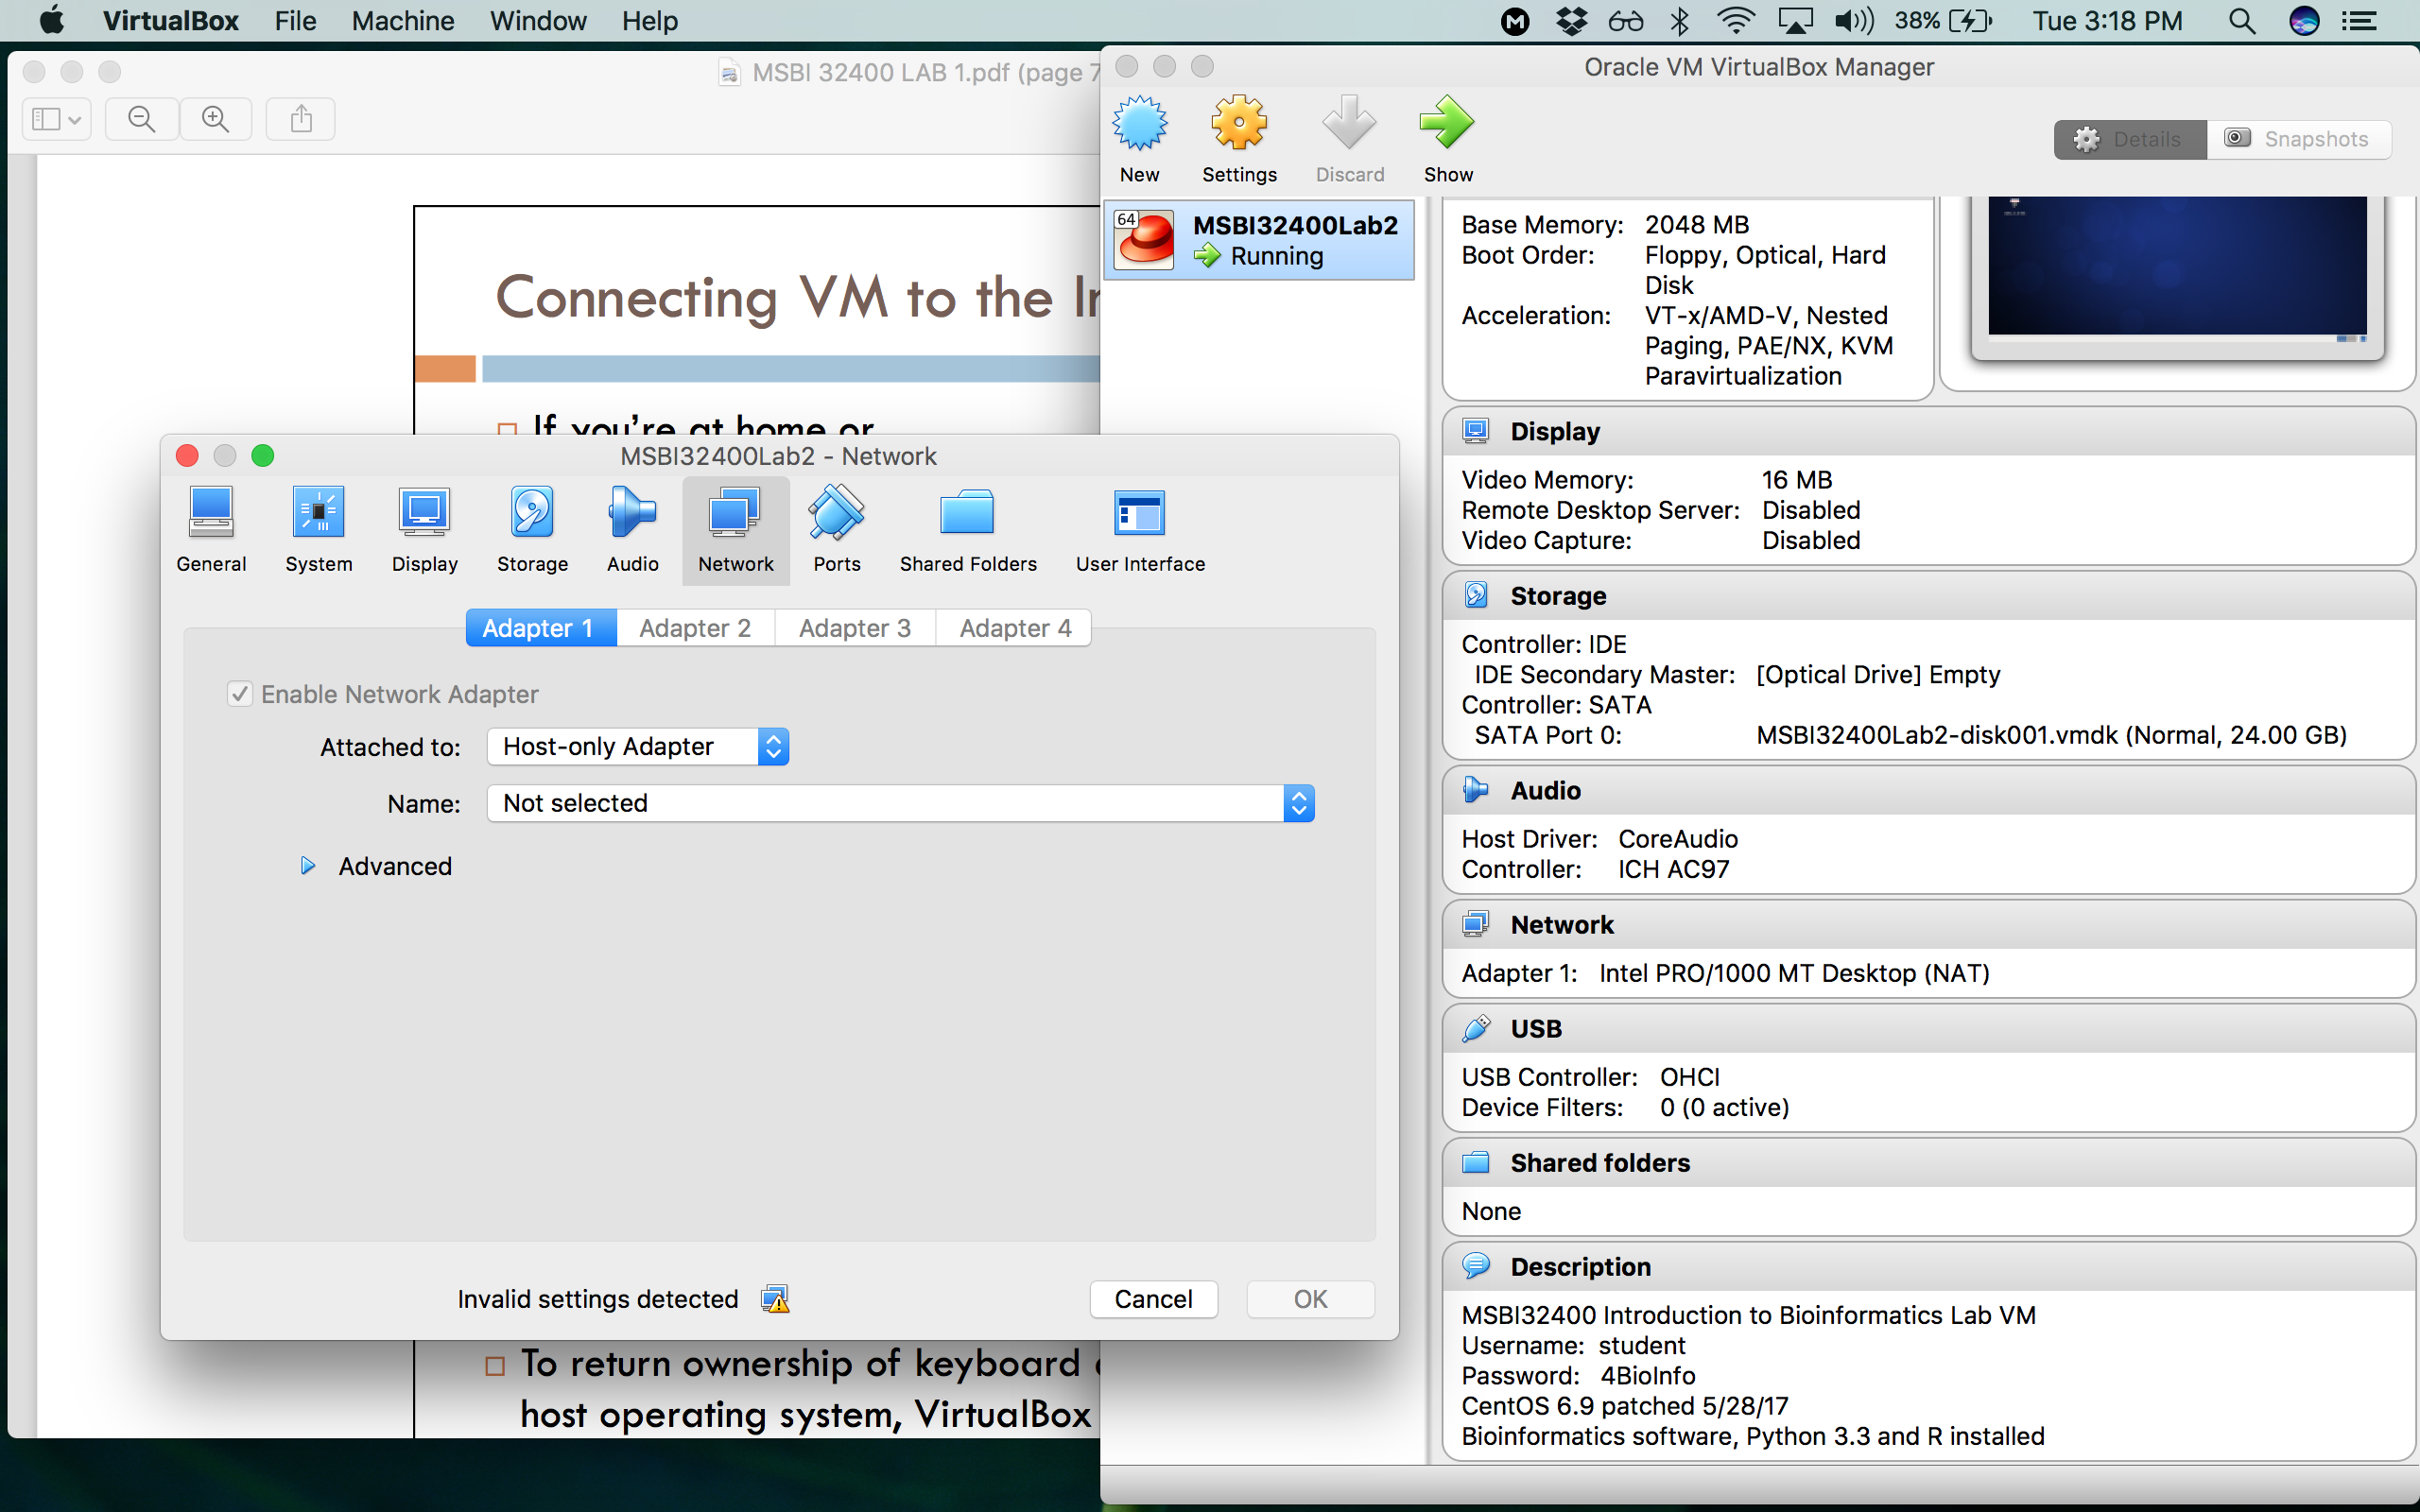 VirtualBox File Machine Window Help 38% Tue 3:18 PM
MSBI 32400 LAB 1.pdf (page 7
Connecting VM to the
If you're at home or
To return ownership of keyboard
host operating system, VirtualBox
Oracle VM VirtualBox Manager
New Settings Discard Show
Details Snapshots
64
MSBI32400Lab2
Running
Base Memory: 2048 MB
Boot Order: Floppy, Optical, Hard
Disk
Acceleration: VT-x/AMD-V, Nested
Paging, PAE/NX, KVM
Paravirtualization
Display
Video Memory: 16 MB
Remote Desktop Server: Disabled
Video Capture: Disabled
Storage
Controller: IDE
IDE Secondary Master: [Optical Drive] Empty
Controller: SATA
SATA Port 0: MSBI32400Lab2-disk001.vmdk (Normal, 24.00 GB)
Audio
Host Driver: CoreAudio
Controller: ICH AC97
Network
Adapter 1: Intel PRO/1000 MT Desktop (NAT)
USB
USB Controller: OHCI
Device Filters: 0 (0 active)
Shared folders
None
Description
MSBI32400 Introduction to Bioinformatics Lab VM
Username: student
Password: 4BioInfo
CentOS 6.9 patched 5/28/17
Bioinformatics software, Python 3.3 and R installed
MSBI32400Lab2 - Network
General System Display Storage Audio Network Ports Shared Folders User Interface
Adapter 1 Adapter 2 Adapter 3 Adapter 4
Enable Network Adapter
Attached to: Host-only Adapter
Name: Not selected
Advanced
Invalid settings detected
Cancel OK